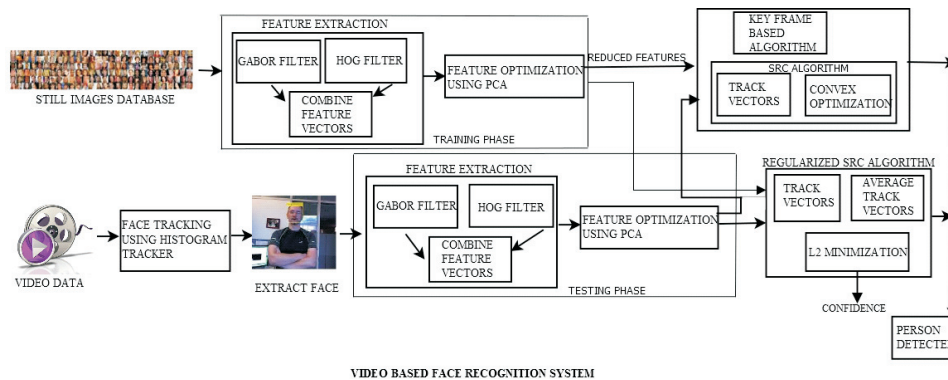 FEATURE EXTRACTION
GABOR FILTER
HOG FILTER
COMBINE
FEATURE
VECTORS
FEATURE OPTIMIZATION
USING PCA
TRAINING PHASE
STILL IMAGES DATABASE
REDUCED FEATURES
KEY FRAME
BASED
ALGORITHM
SRC ALGORITHM
TRACK
VECTORS
CONVEX
OPTIMIZATION
VIDEO DATA
FACE TRACKING
USING HISTOGRAM
TRACKER
EXTRACT FACE
FEATURE EXTRACTION
GABOR FILTER
HOG FILTER
COMBINE
FEATURE
VECTORS
FEATURE OPTIMIZATION
USING PCA
TESTING PHASE
REGULARIZED SRC ALGORITHM
TRACK
VECTORS
AVERAGE
TRACK
VECTORS
L2 MINIMIZATION
CONFIDENCE
PERSON
DETECTE
VIDEO BASED FACE RECOGNITION SYSTEM